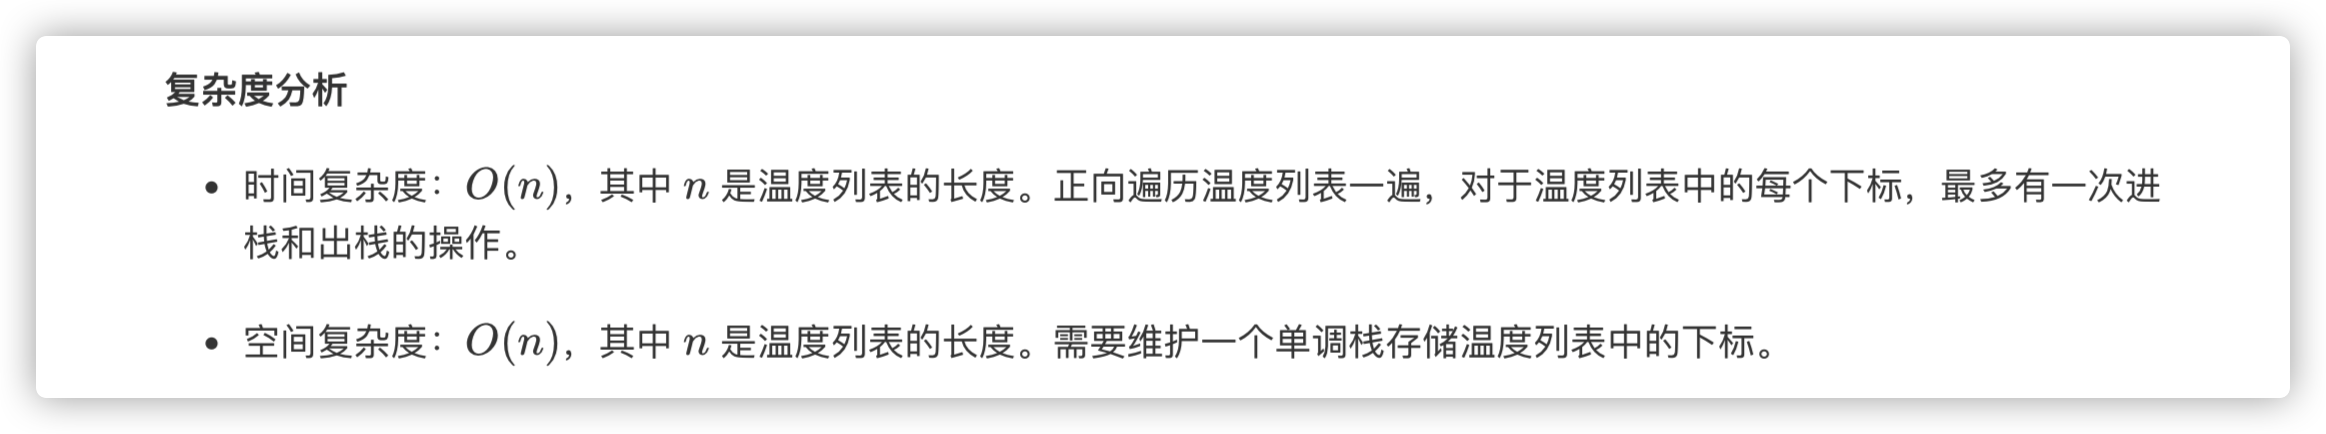 复杂度分析
• 时间复杂度：O(n)，其中 n 是温度列表的长度。正向遍历温度列表一遍，对于温度列表中的每个下标，最多有一次进
栈和出栈的操作。
• 空间复杂度：O(n)，其中 n 是温度列表的长度。需要维护一个单调栈存储温度列表中的下标。